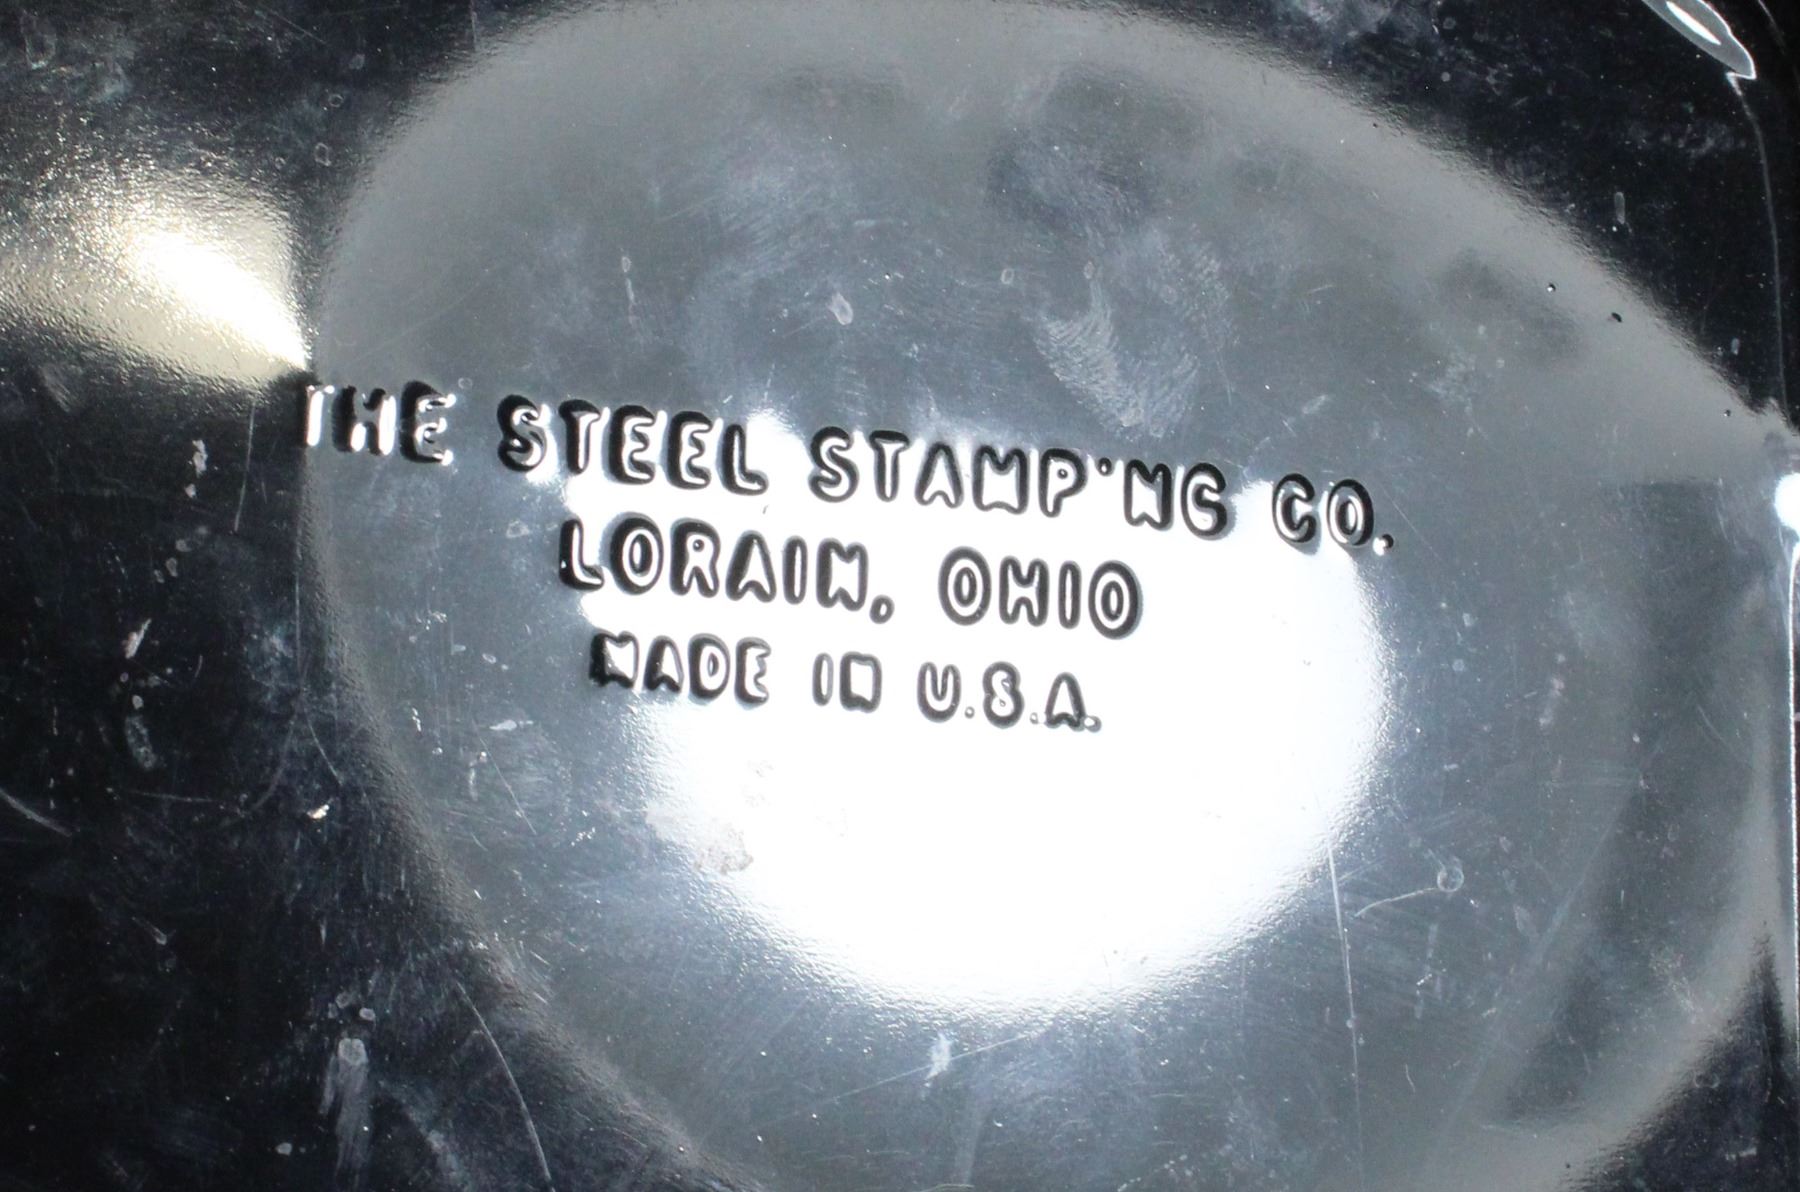 THE STEEL STAMP'NG CO.
LORAIN, OHIO
MADE IN U.S.A.